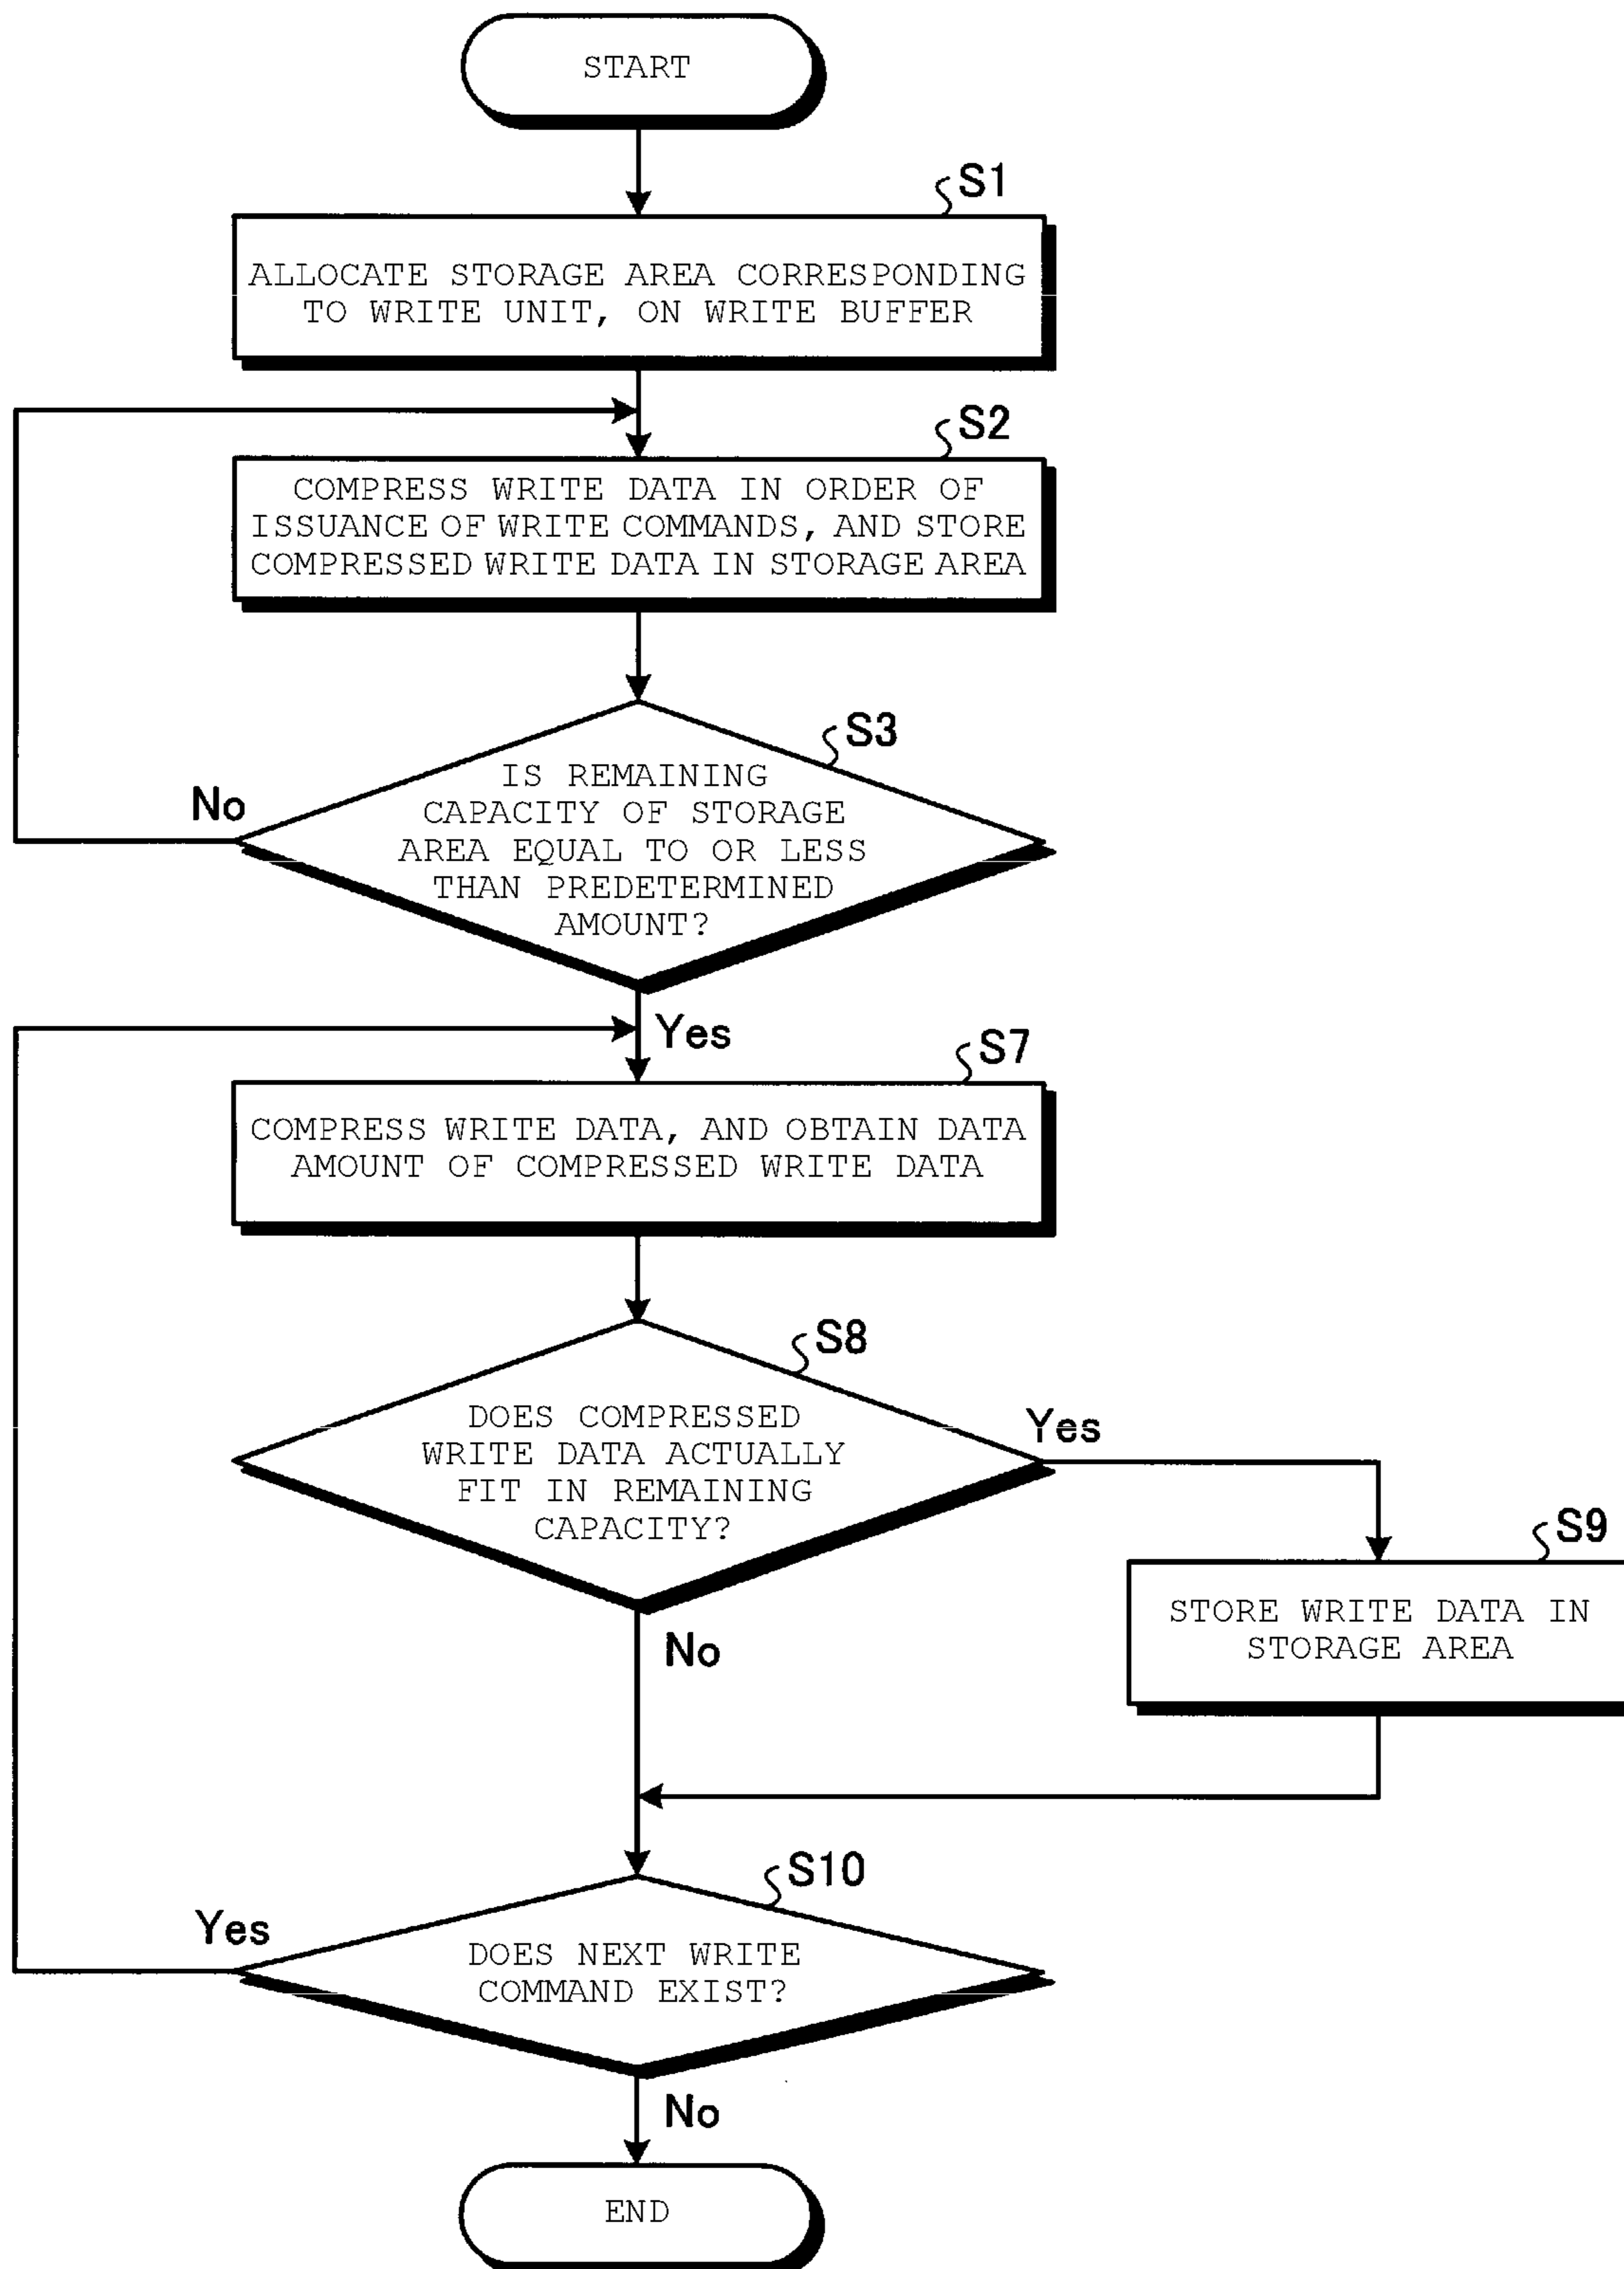 START
S1
ALLOCATE STORAGE AREA CORRESPONDING
TO WRITE UNIT, ON WRITE BUFFER
S2
COMPRESS WRITE DATA IN ORDER OF
ISSUANCE OF WRITE COMMANDS, AND STORE
COMPRESSED WRITE DATA IN STORAGE AREA
S3
IS REMAINING
CAPACITY OF STORAGE
AREA EQUAL TO OR LESS
THAN PREDETERMINED
AMOUNT?
No
Yes
S7
COMPRESS WRITE DATA, AND OBTAIN DATA
AMOUNT OF COMPRESSED WRITE DATA
S8
DOES COMPRESSED
WRITE DATA ACTUALLY
FIT IN REMAINING
CAPACITY?
Yes
S9
STORE WRITE DATA IN
STORAGE AREA
No
S10
Yes
DOES NEXT WRITE
COMMAND EXIST?
No
END